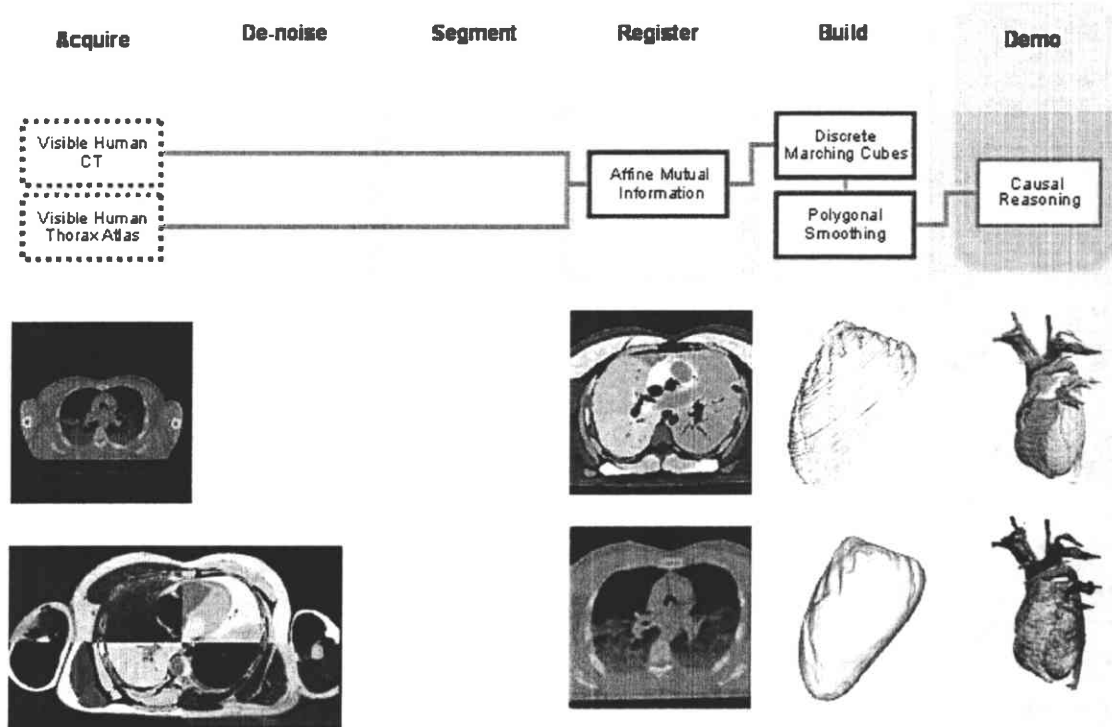 Acquire
De-noise
Segment
Register
Build
Demo
Visible Human
CT
Visible Human
Thorax Atlas
Affine Mutual
Information
Discrete
Marching Cubes
Polygonal
Smoothing
Causal
Reasoning